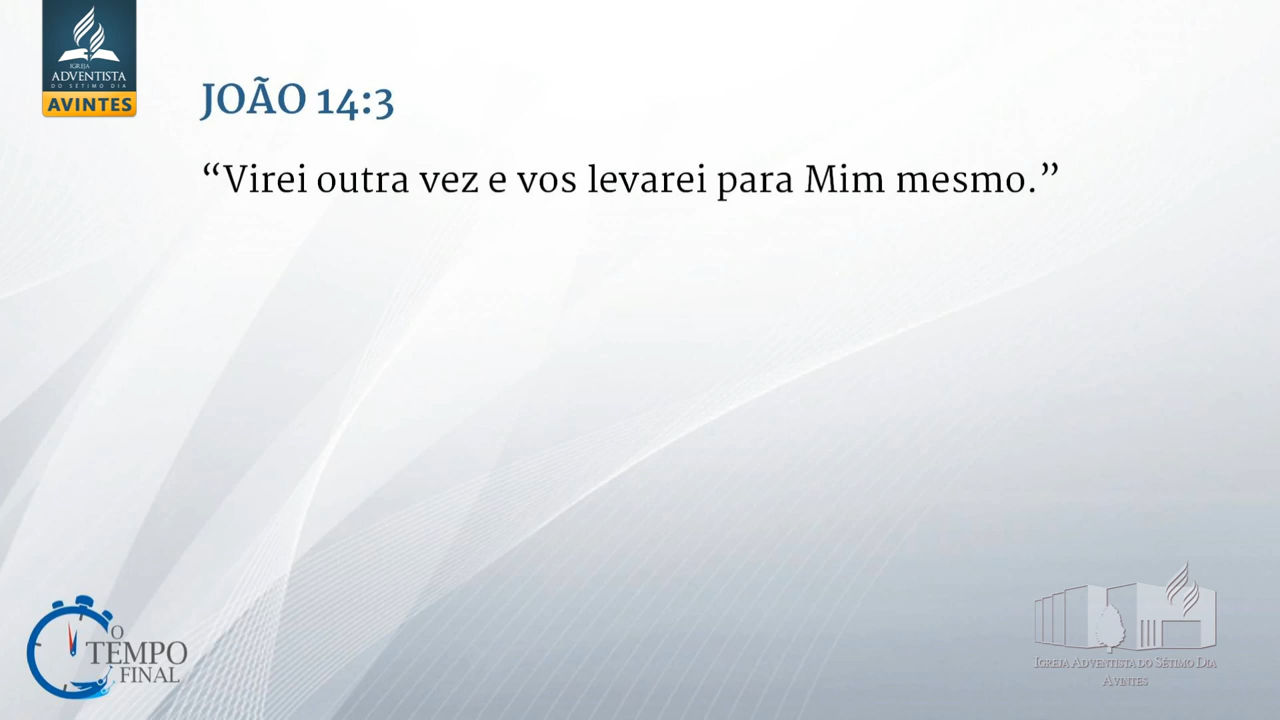 IGREJA
ADVENTISTA
DO SÉTIMO DIA
AVINTES
JOÃO 14:3
“Virei outra vez e vos levarei para Mim mesmo.”
O
TEMPO
FINAL
IGREJA ADVENTISTA DO SÉTIMO DIA
AVINTES